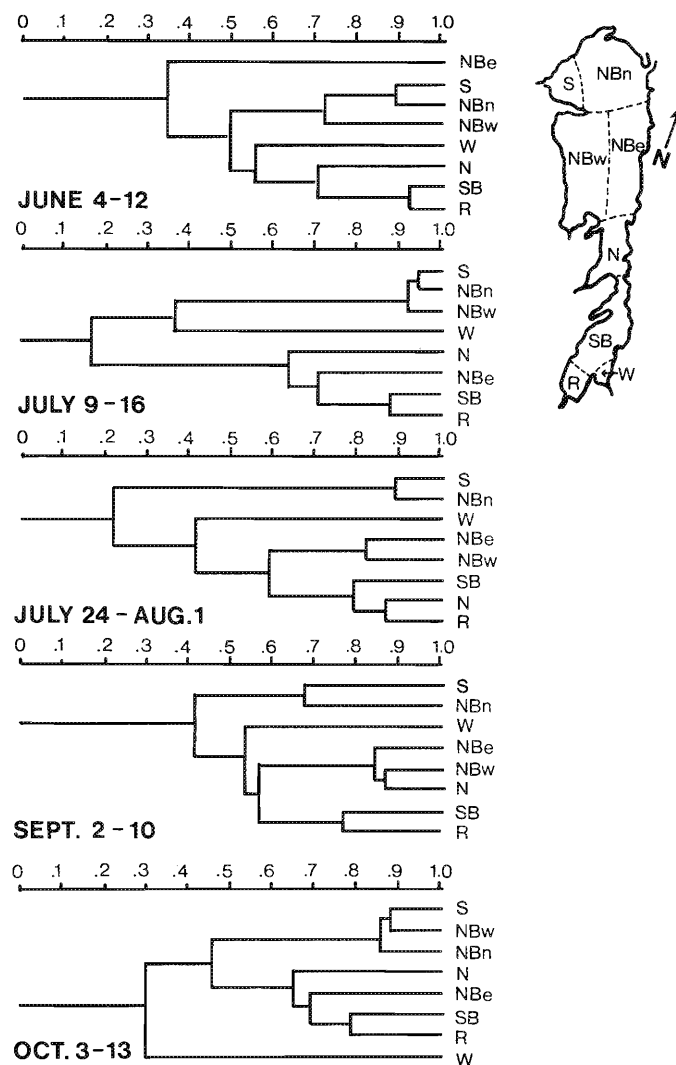 0 .1 .2 .3 .4 .5 .6 .7 .8 .9 1.0
NBe
S
NBn
NBw
W
N
SB
R
JUNE 4-12
0 .1 .2 .3 .4 .5 .6 .7 .8 .9 1.0
S
NBn
NBw
W
N
NBe
SB
R
JULY 9-16
0 .1 .2 .3 .4 .5 .6 .7 .8 .9 1.0
S
NBn
W
NBe
NBw
SB
N
R
JULY 24-AUG.1
0 .1 .2 .3 .4 .5 .6 .7 .8 .9 1.0
S
NBn
W
NBe
NBw
N
SB
R
SEPT. 2-10
0 .1 .2 .3 .4 .5 .6 .7 .8 .9 1.0
S
NBw
NBn
N
NBe
SB
R
W
OCT. 3-13
S NBn
NBw NBe N
N
SB
R W